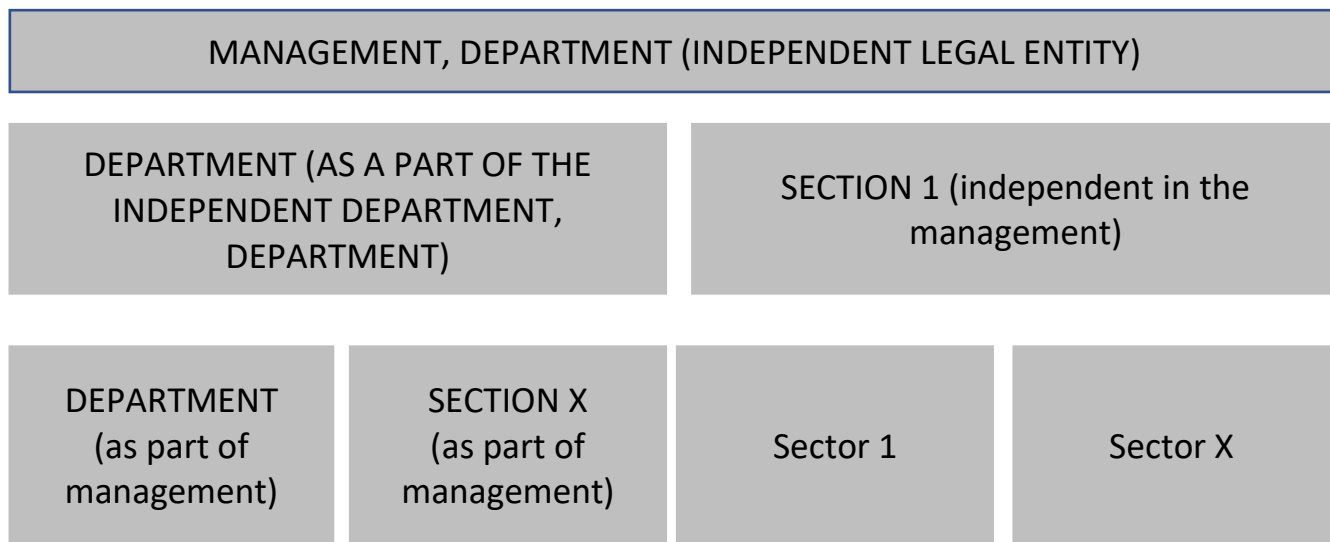 MANAGEMENT, DEPARTMENT (INDEPENDENT LEGAL ENTITY)
DEPARTMENT (AS A PART OF THE
INDEPENDENT DEPARTMENT,
DEPARTMENT)
SECTION 1 (independent in the
management)
DEPARTMENT
(as part of
management)
SECTION X
(as part of
management)
Sector 1
Sector X